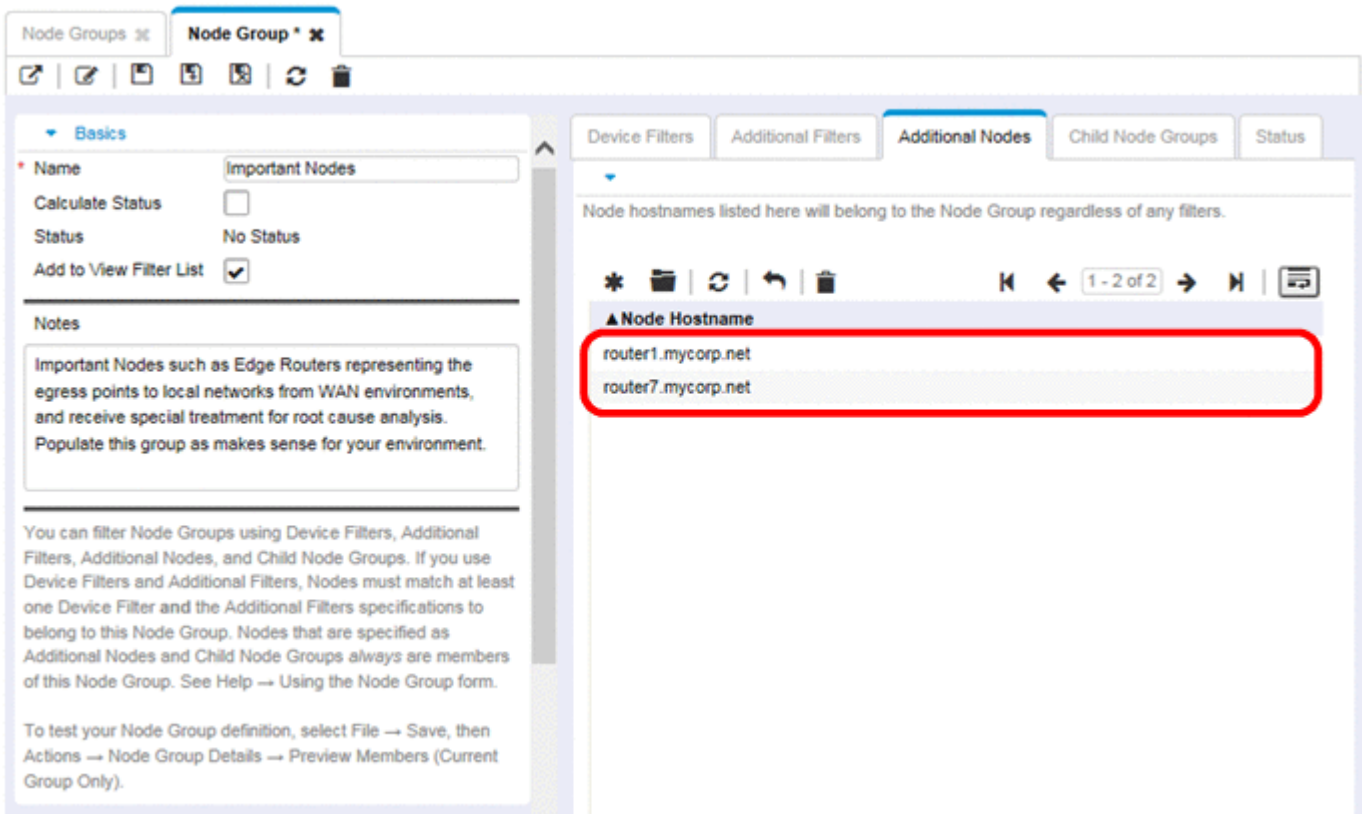 Node Groups
Node Group *
Basics
* Name
Important Nodes
Calculate Status
Status
No Status
Add to View Filter List
Notes
Important Nodes such as Edge Routers representing the
egress points to local networks from WAN environments,
and receive special treatment for root cause analysis.
Populate this group as makes sense for your environment.
You can filter Node Groups using Device Filters, Additional
Filters, Additional Nodes, and Child Node Groups. If you use
Device Filters and Additional Filters, Nodes must match at least
one Device Filter and the Additional Filters specifications to
belong to this Node Group. Nodes that are specified as
Additional Nodes and Child Node Groups always are members
of this Node Group. See Help → Using the Node Group form.
To test your Node Group definition, select File → Save, then
Actions → Node Group Details → Preview Members (Current
Group Only).
Device Filters
Additional Filters
Additional Nodes
Child Node Groups
Status
Node hostnames listed here will belong to the Node Group regardless of any filters.
1 - 2 of 2
▲Node Hostname
router1.mycorp.net
router7.mycorp.net